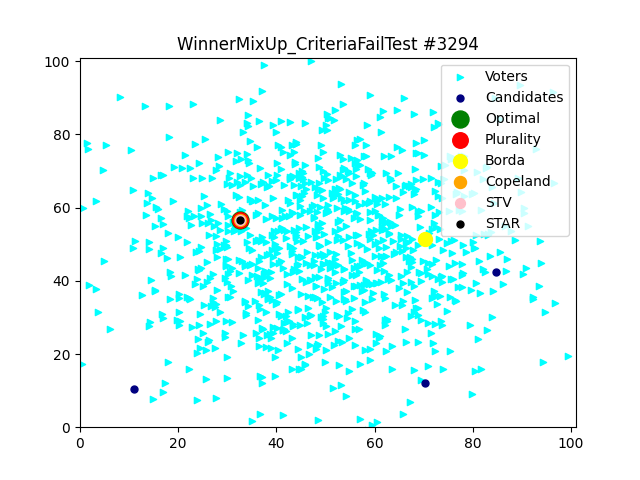 WinnerMixUp_CriteriaFailTest #3294
100
80
60
40
20
0
0 20 40 60 80 100
Voters
Candidates
Optimal
Plurality
Borda
Copeland
STV
STAR